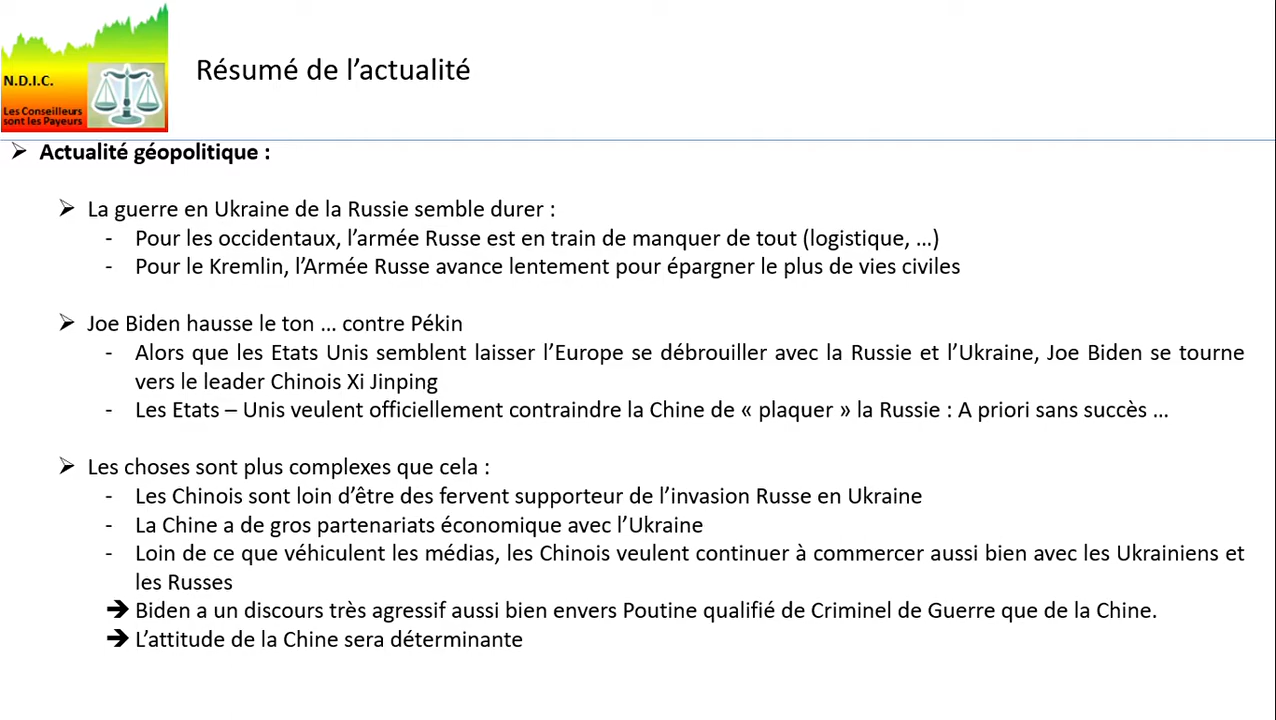 N.D.I.C.
Les Conseilleurs
sont les Payeurs
Résumé de l’actualité
➢ Actualité géopolitique :
➢ La guerre en Ukraine de la Russie semble durer :
- Pour les occidentaux, l’armée Russe est en train de manquer de tout (logistique, …)
- Pour le Kremlin, l’Armée Russe avance lentement pour épargner le plus de vies civiles
➢ Joe Biden hausse le ton … contre Pékin
- Alors que les Etats Unis semblent laisser l’Europe se débrouiller avec la Russie et l’Ukraine, Joe Biden se tourne
vers le leader Chinois Xi Jinping
- Les Etats – Unis veulent officiellement contraindre la Chine de « plaquer » la Russie : A priori sans succès …
➢ Les choses sont plus complexes que cela :
- Les Chinois sont loin d’être des fervent supporteur de l’invasion Russe en Ukraine
- La Chine a de gros partenariats économique avec l’Ukraine
- Loin de ce que véhiculent les médias, les Chinois veulent continuer à commercer aussi bien avec les Ukrainiens et
les Russes
➔ Biden a un discours très agressif aussi bien envers Poutine qualifié de Criminel de Guerre que de la Chine.
➔ L’attitude de la Chine sera déterminante